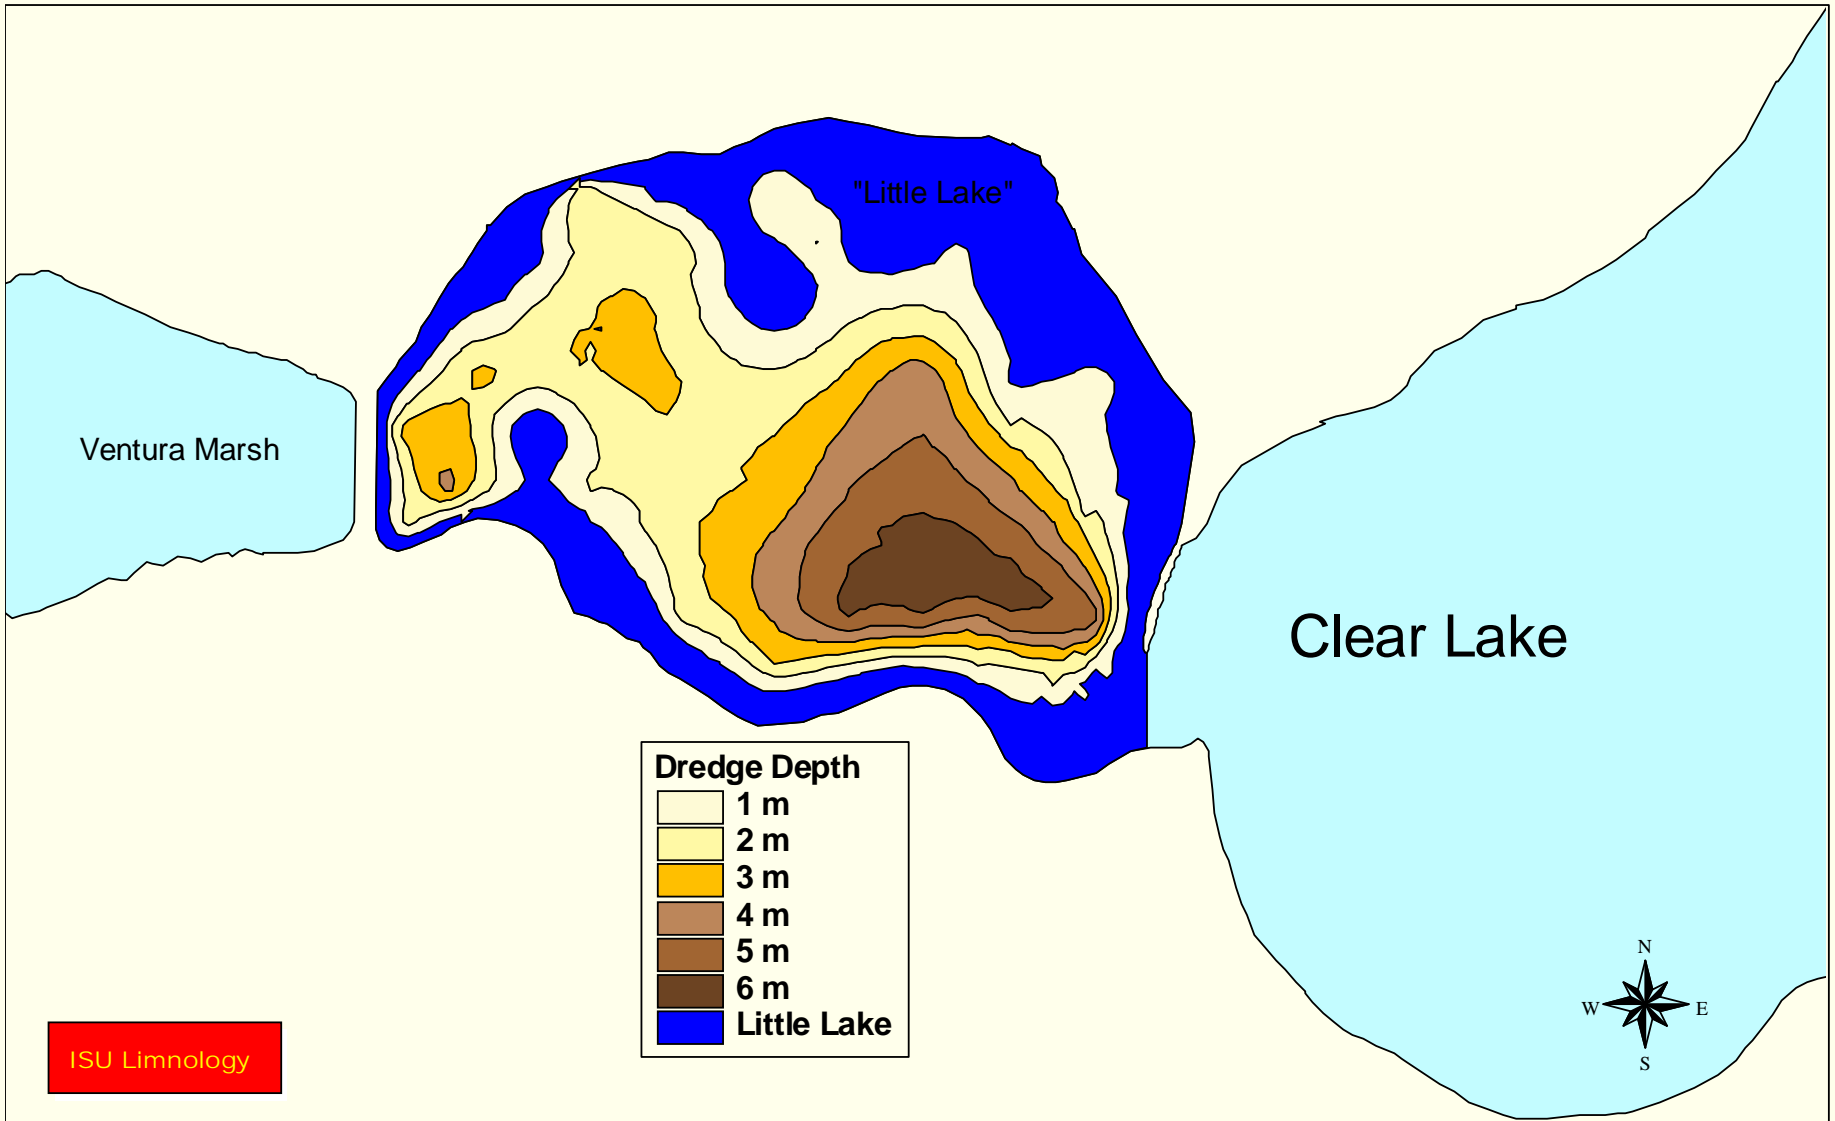 "Little Lake"
Ventura Marsh
Clear Lake
Dredge Depth
1 m
2 m
3 m
4 m
5 m
6 m
Little Lake
N
W E
S
ISU Limnology